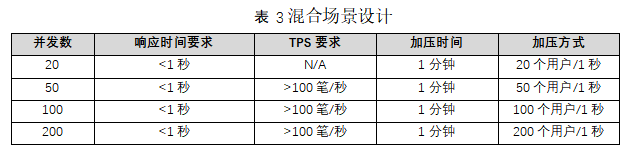 表 3 混合场景设计
并发数 响应时间要求 TPS 要求 加压时间 加压方式
20 <1 秒 N/A 1 分钟 20 个用户/1 秒
50 <1 秒 >100 笔/秒 1 分钟 50 个用户/1 秒
100 <1 秒 >100 笔/秒 1 分钟 100 个用户/1 秒
200 <1 秒 >100 笔/秒 1 分钟 200 个用户/1 秒